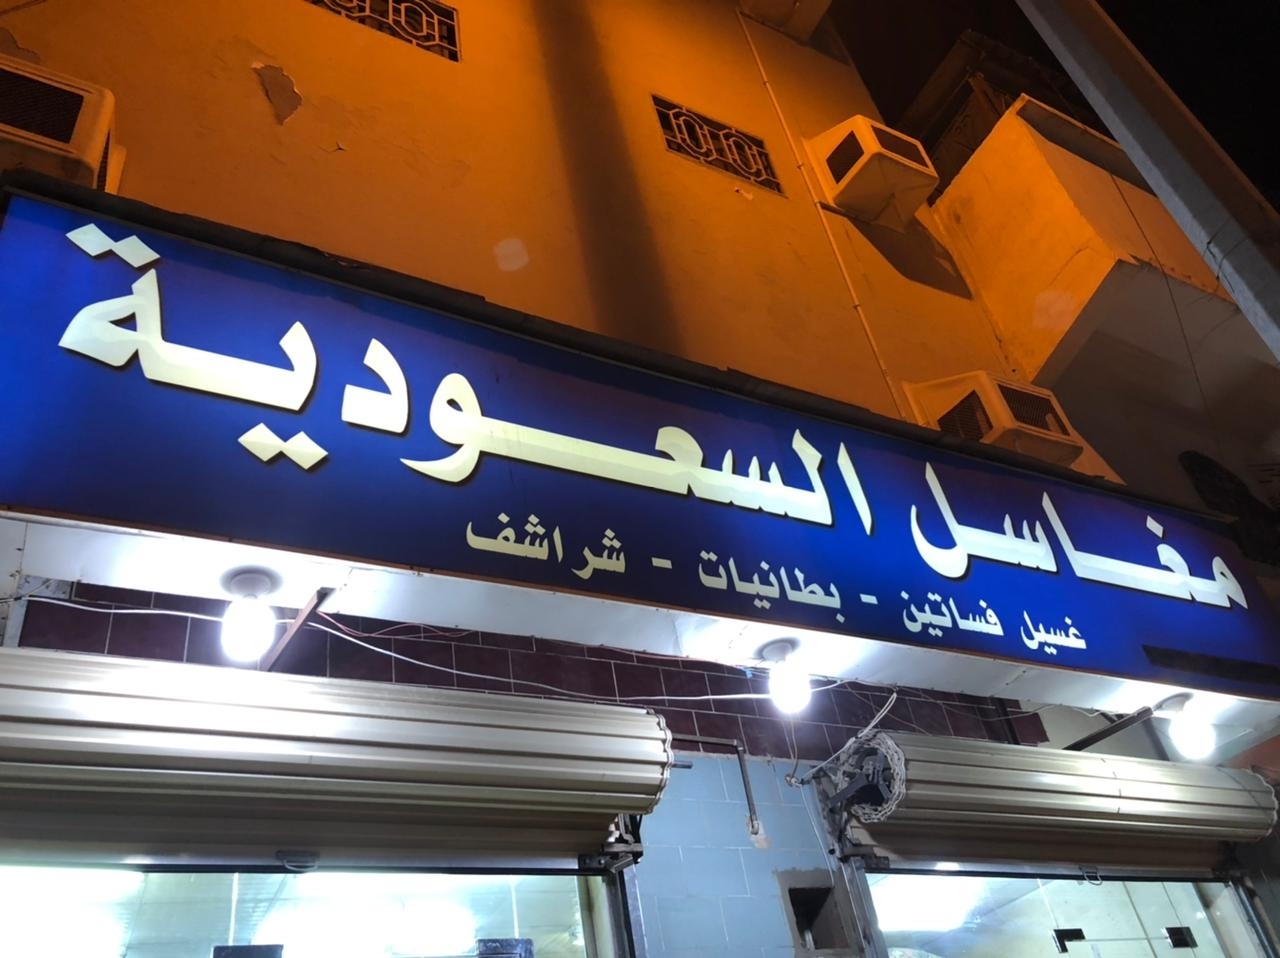 مغاسل السعودية
غسيل فساتين - بطانيات - شراشف